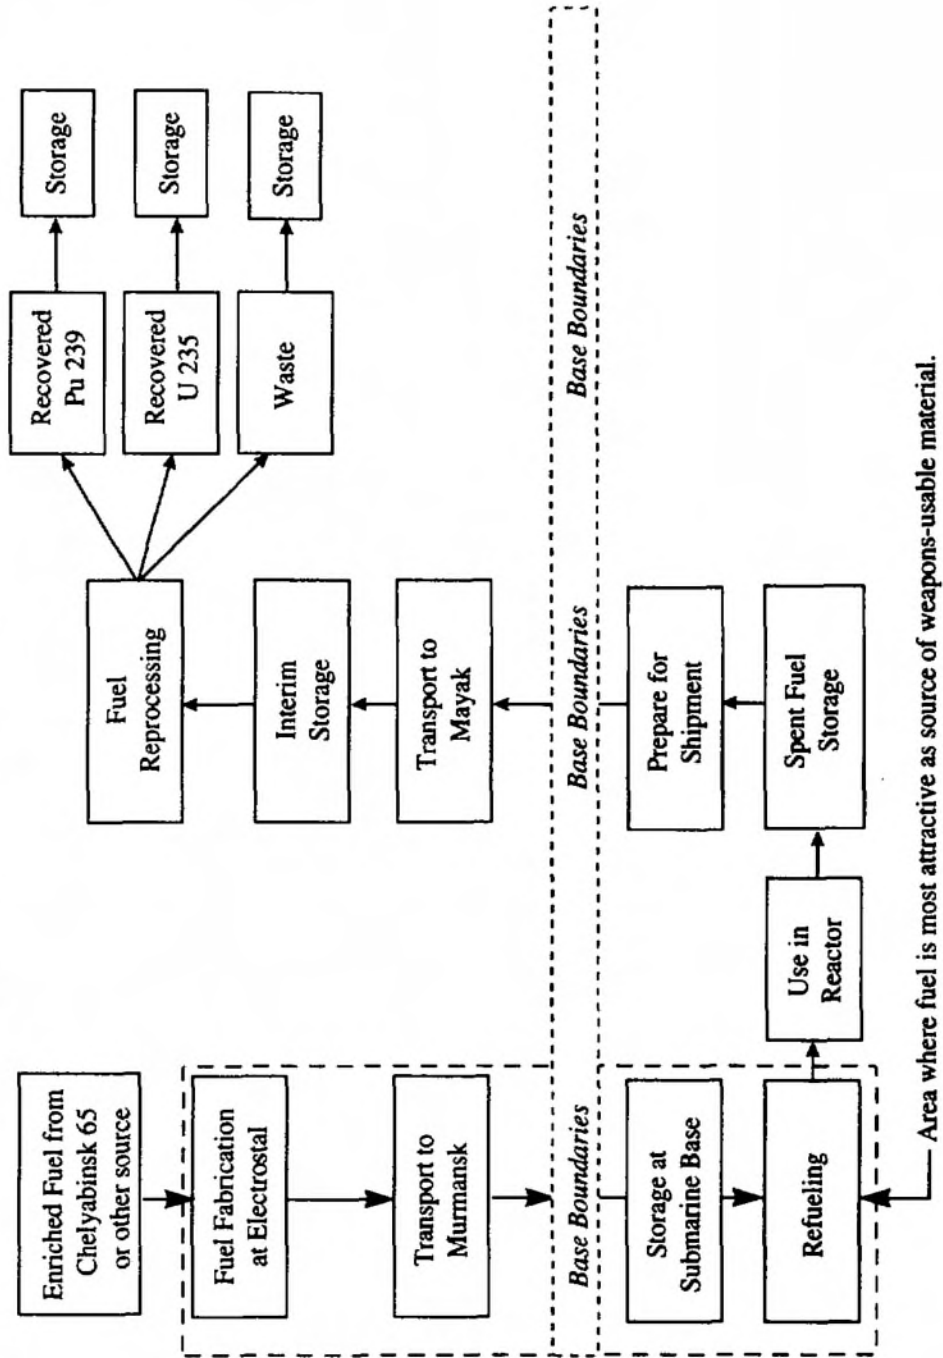 Enriched Fuel from
Chelyabinsk 65
or other source
Fuel Fabrication
at Electrostal
Transport to
Murmansk
Base Boundaries
Storage at
Submarine Base
Refueling
Use in
Reactor
Spent Fuel
Storage
Prepare for
Shipment
Base Boundaries
Transport to
Mayak
Interim
Storage
Fuel
Reprocessing
Recovered
Pu 239
Storage
Recovered
U 235
Storage
Waste
Storage
Base Boundaries
Area where fuel is most attractive as source of weapons-usable material.